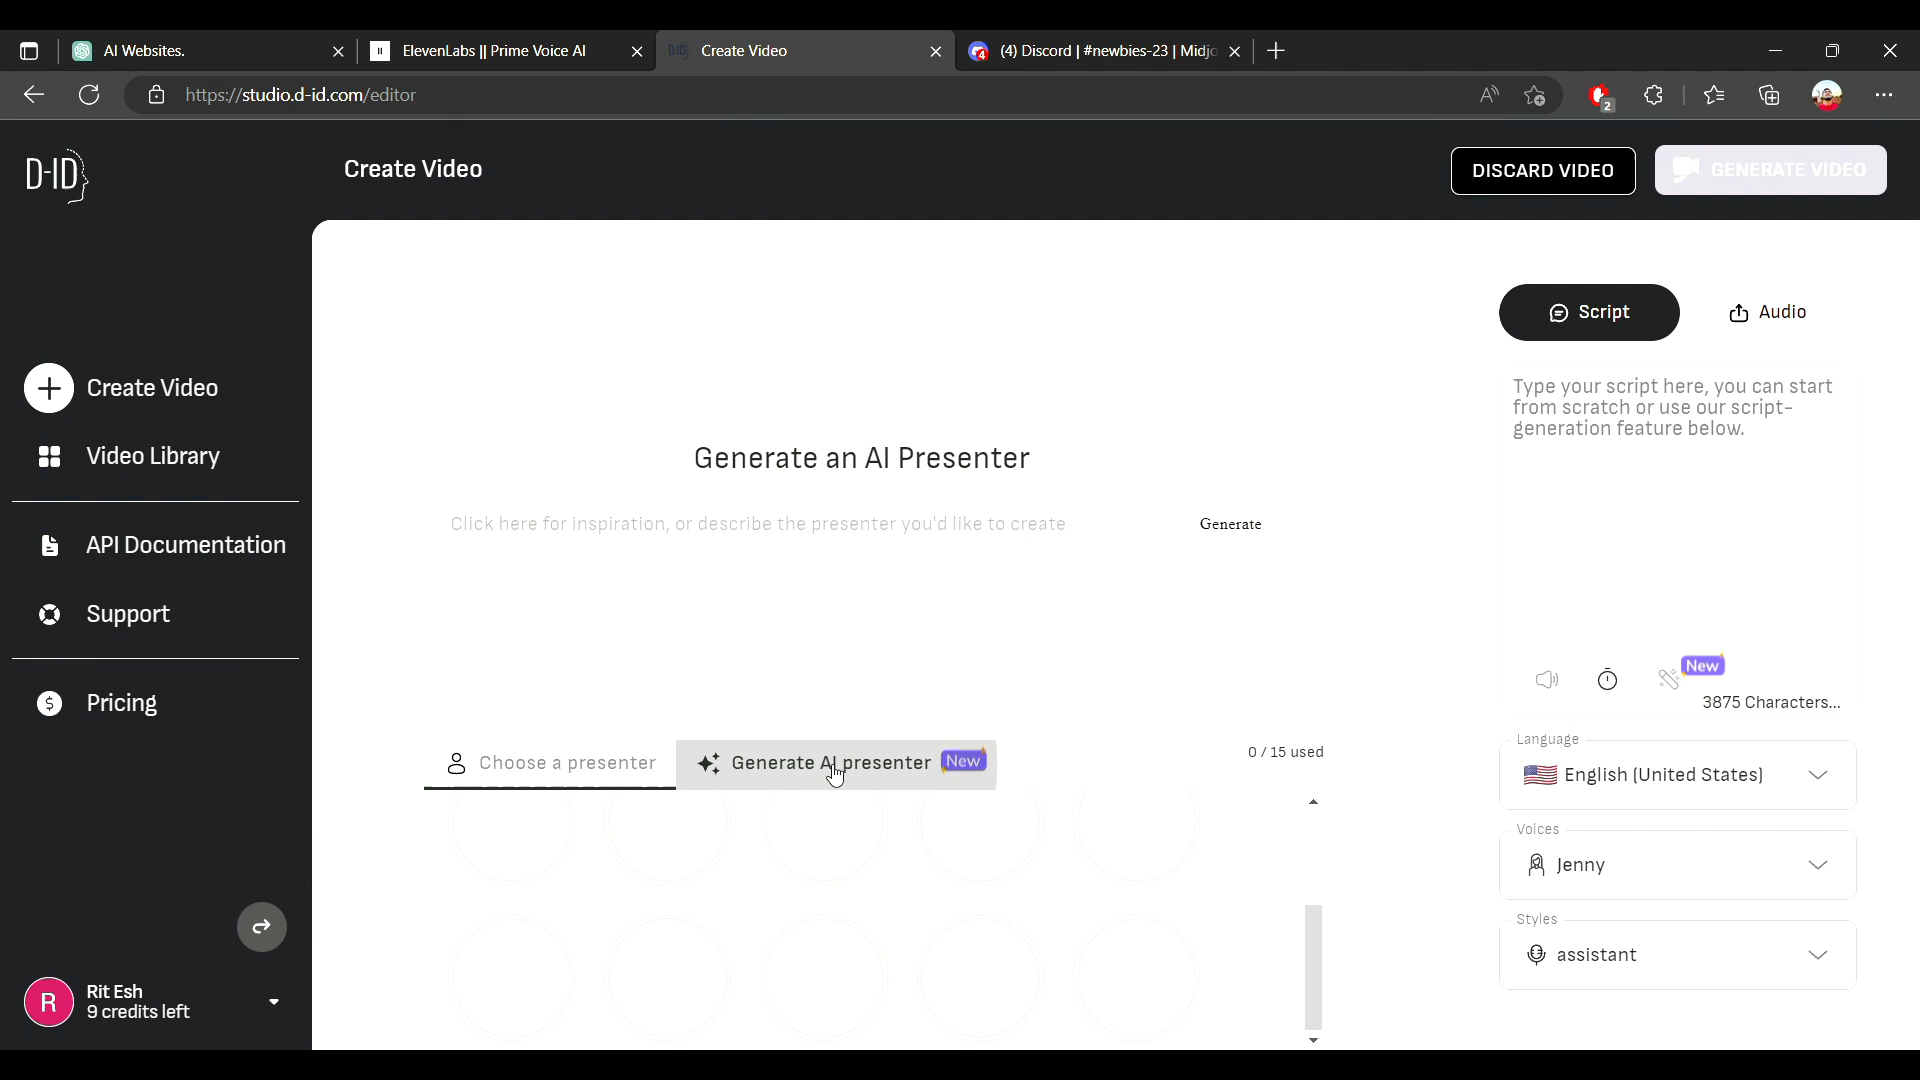 AI Websites.
ElevenLabs || Prime Voice AI
D-ID
Create Video
(4) Discord | #newbies-23 | Midjo
https://studio.d-id.com/editor
2
D-ID
Create Video
DISCARD VIDEO
GENERATE VIDEO
Script
Audio
Create Video
Video Library
API Documentation
Support
Pricing
R
Rit Esh
9 credits left
Generate an AI Presenter
Click here for inspiration, or describe the presenter you'd like to create
Generate
Choose a presenter
Generate AI presenter
New
0 / 15 used
Type your script here, you can start
from scratch or use our script-
generation feature below.
New
3875 Characters...
Language
English (United States)
Voices
Jenny
Styles
assistant